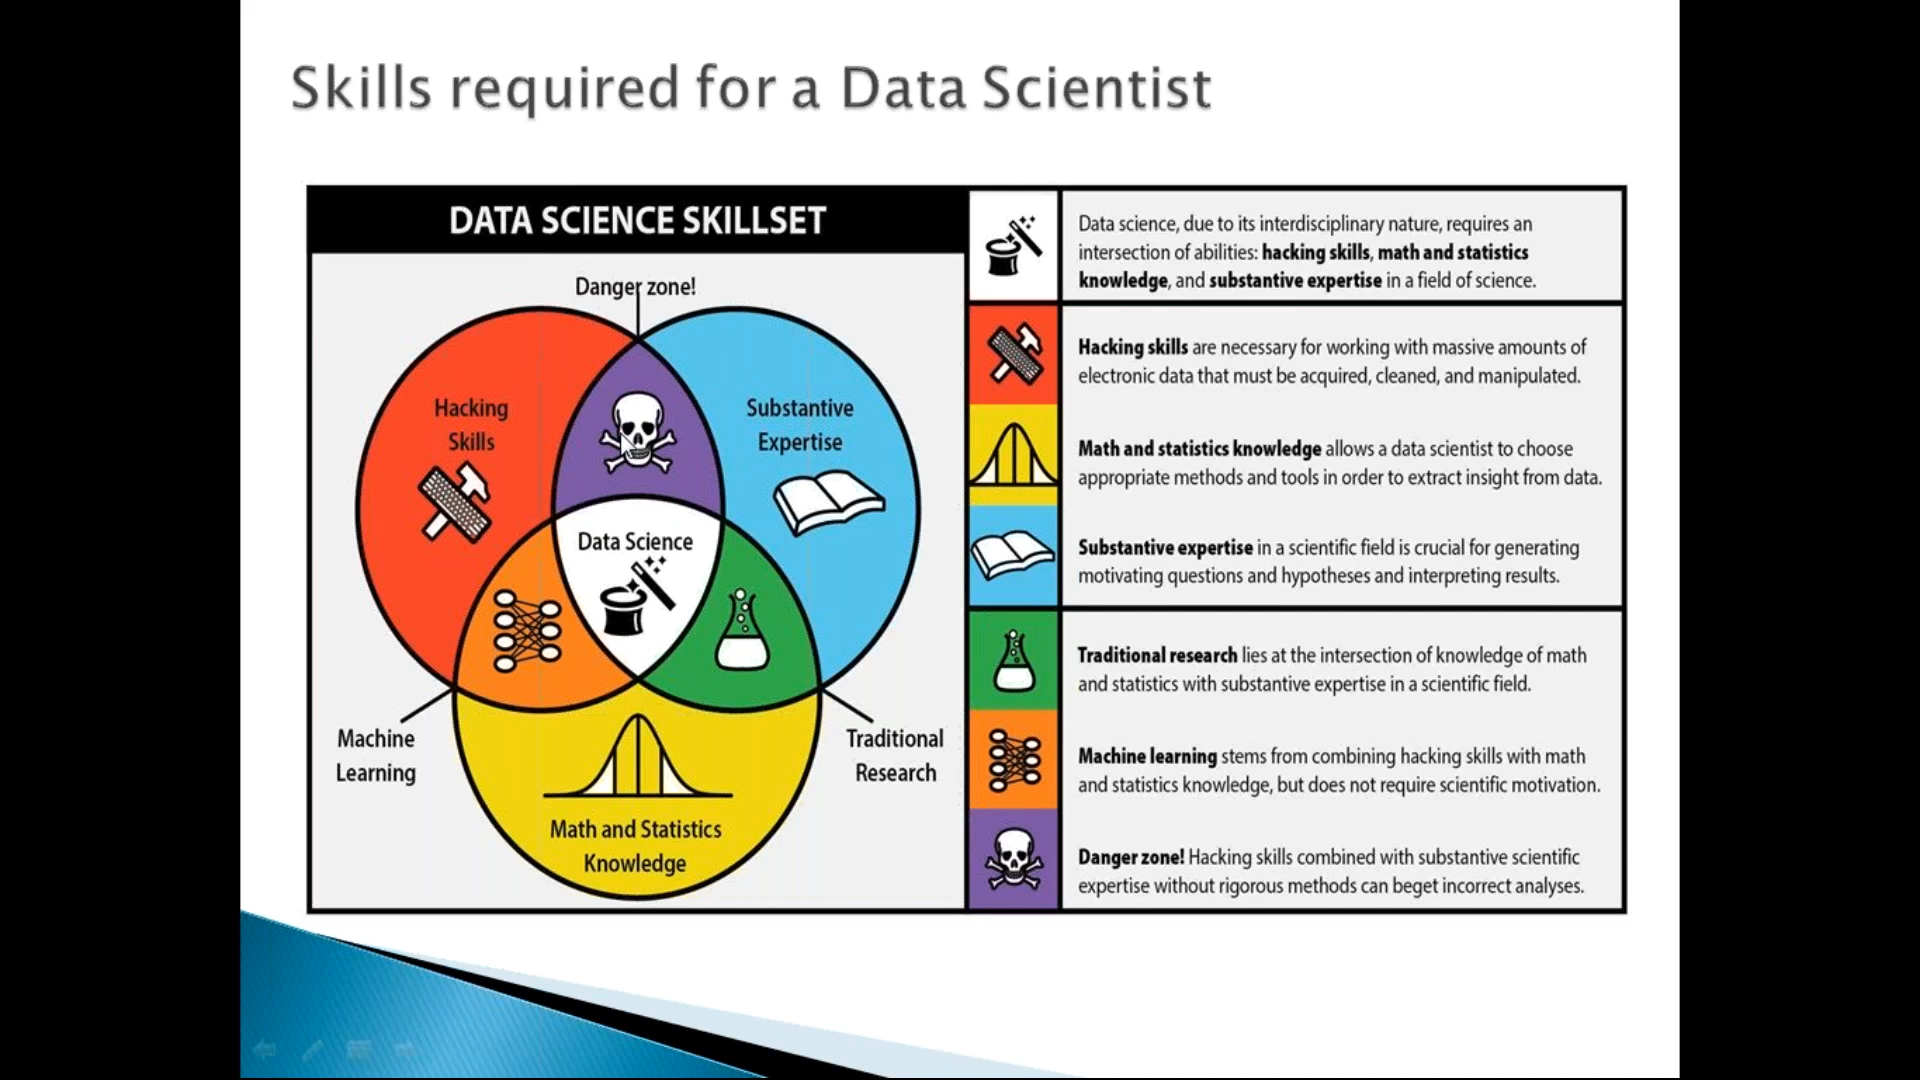 Skills required for a Data Scientist
DATA SCIENCE SKILLSET
Danger zone!
Hacking
Skills
Substantive
Expertise
Data Science
Machine
Learning
Traditional
Research
Math and Statistics
Knowledge
Data science, due to its interdisciplinary nature, requires an
intersection of abilities: hacking skills, math and statistics
knowledge, and substantive expertise in a field of science.
Hacking skills are necessary for working with massive amounts of
electronic data that must be acquired, cleaned, and manipulated.
Math and statistics knowledge allows a data scientist to choose
appropriate methods and tools in order to extract insight from data.
Substantive expertise in a scientific field is crucial for generating
motivating questions and hypotheses and interpreting results.
Traditional research lies at the intersection of knowledge of math
and statistics with substantive expertise in a scientific field.
Machine learning stems from combining hacking skills with math
and statistics knowledge, but does not require scientific motivation.
Danger zone! Hacking skills combined with substantive scientific
expertise without rigorous methods can beget incorrect analyses.